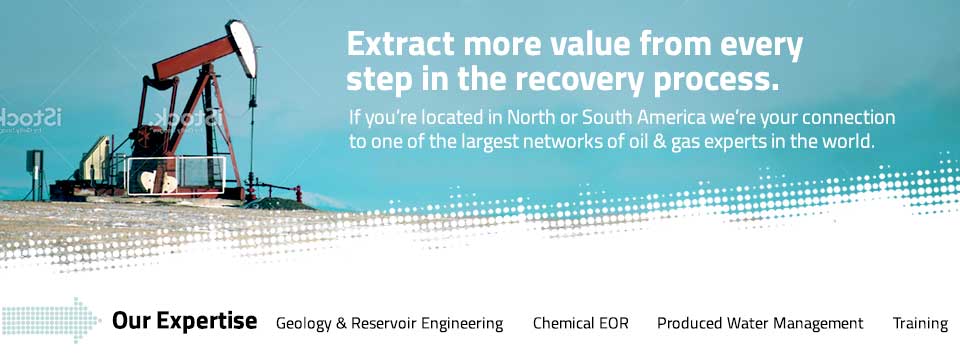 Extract more value from every
step in the recovery process.
If you're located in North or South America we're your connection
to one of the largest networks of oil & gas experts in the world.
iStock
iStock
Our Expertise
Geology & Reservoir Engineering
Chemical EOR
Produced Water Management
Training